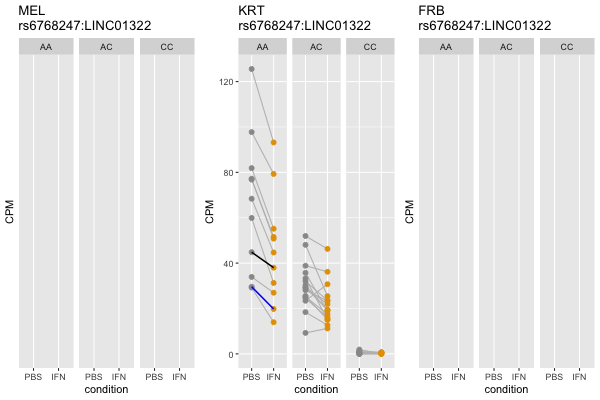 MEL
rs6768247:LINC01322
AA AC CC
CPM
PBS IFN PBS IFN PBS IFN
condition
KRT
rs6768247:LINC01322
AA AC CC
120
80
40
0
CPM
PBS IFN PBS IFN PBS IFN
condition
FRB
rs6768247:LINC01322
AA AC CC
CPM
PBS IFN PBS IFN PBS IFN
condition